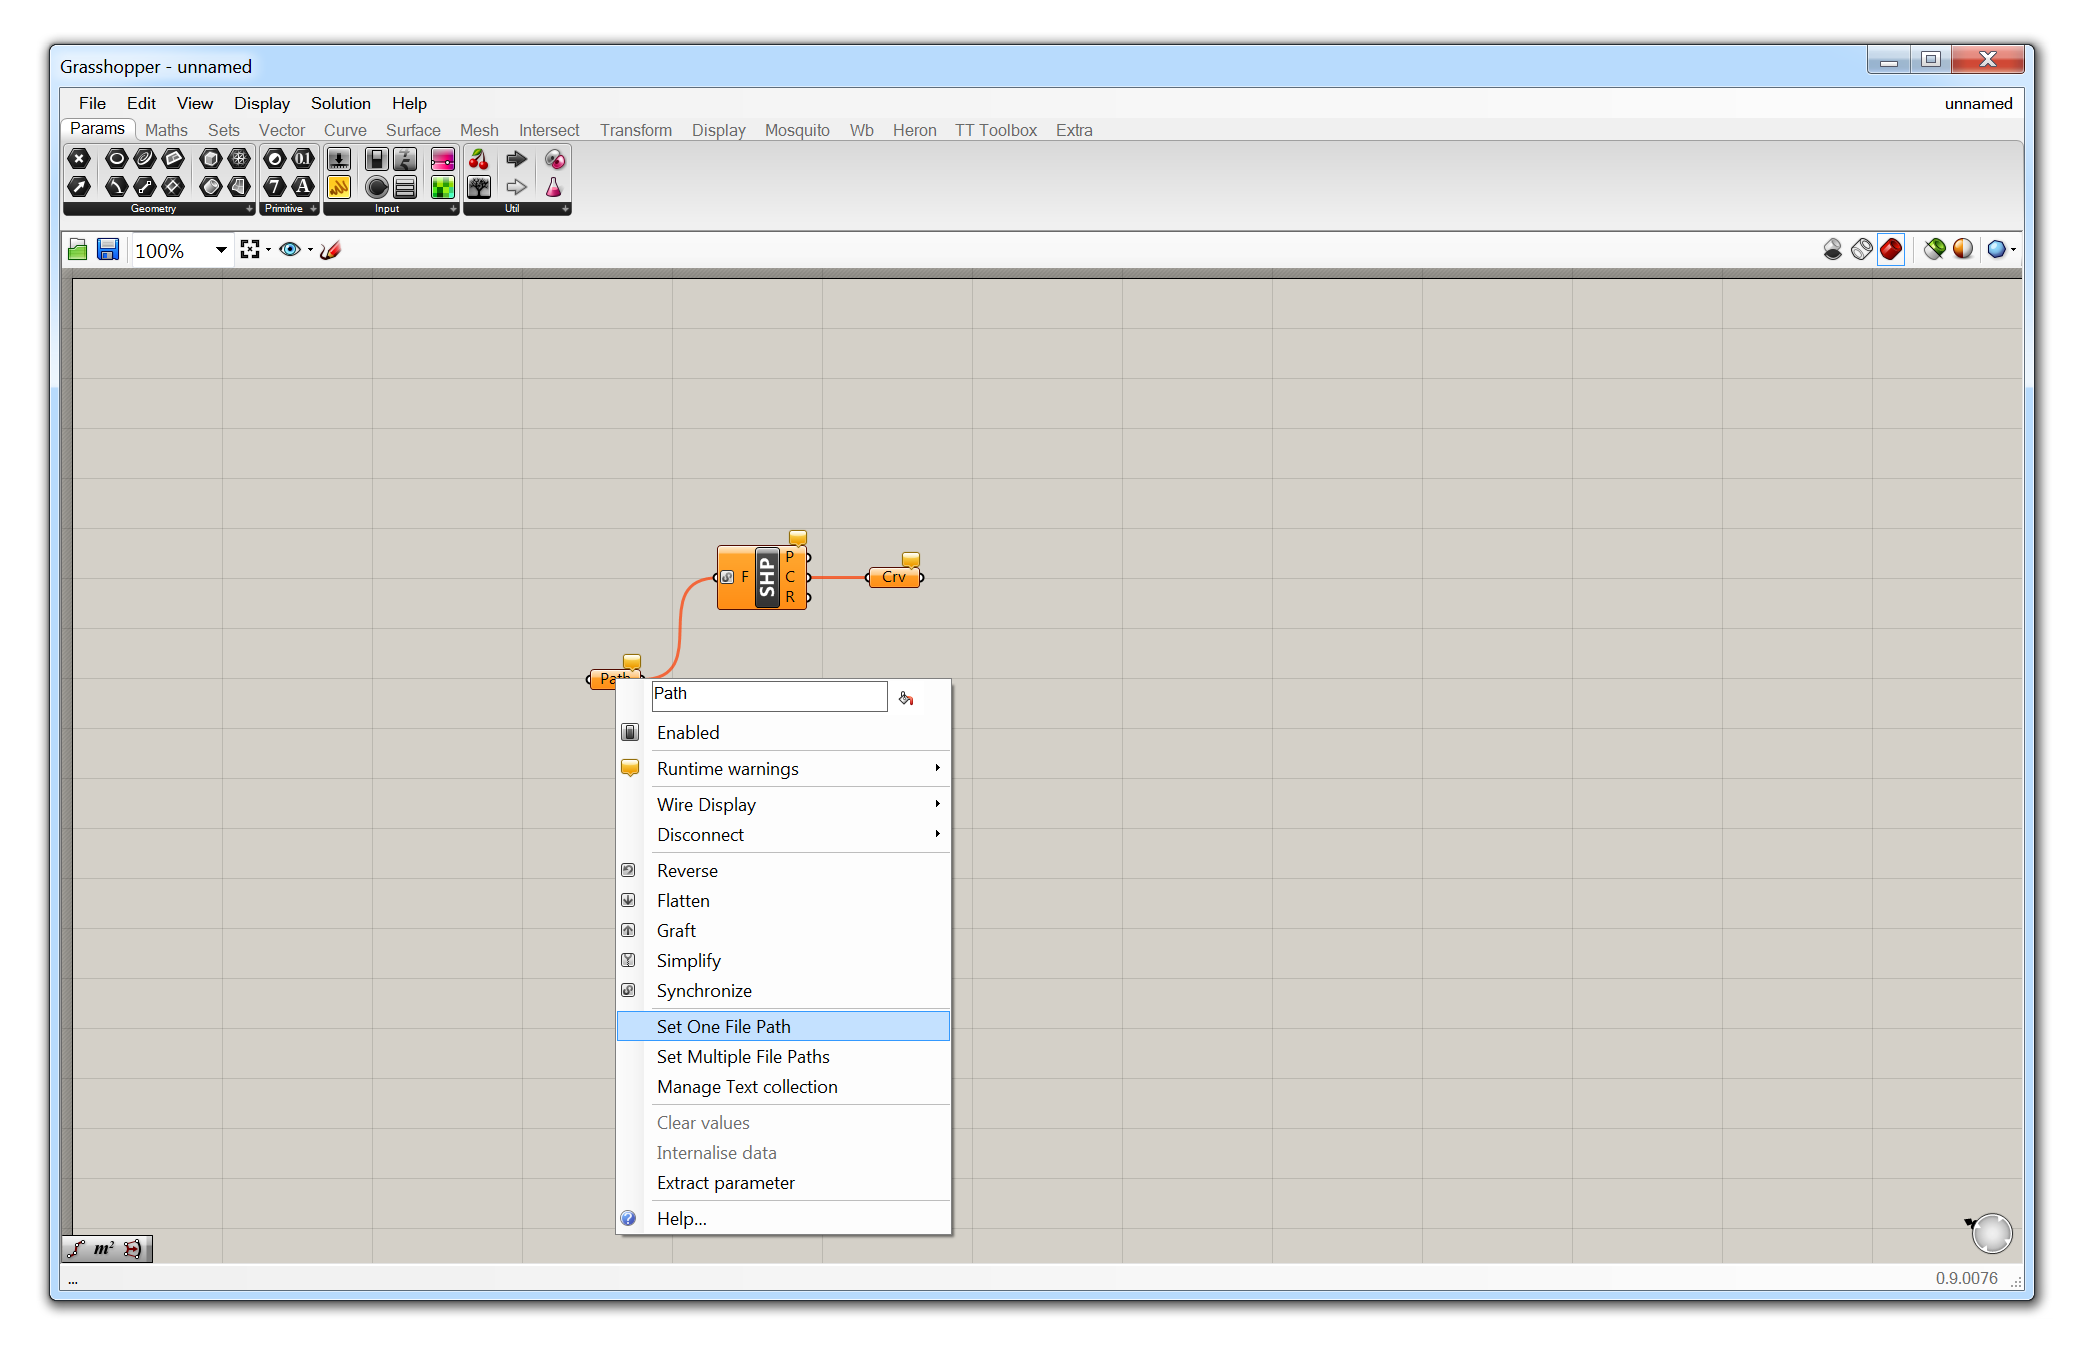 Grasshopper - unnamed
File Edit View Display Solution Help unnamed
Params Maths Sets Vector Curve Surface Mesh Intersect Transform Display Mosquito Wb Heron TT Toolbox Extra
01
7 A
Geometry Primitive Input Util
100%
P
F SHP C Crv
R
Path
Path
Enabled
Runtime warnings
Wire Display
Disconnect
Reverse
Flatten
Graft
Simplify
Synchronize
Set One File Path
Set Multiple File Paths
Manage Text collection
Clear values
Internalise data
Extract parameter
Help...
m²
...
0.9.0076